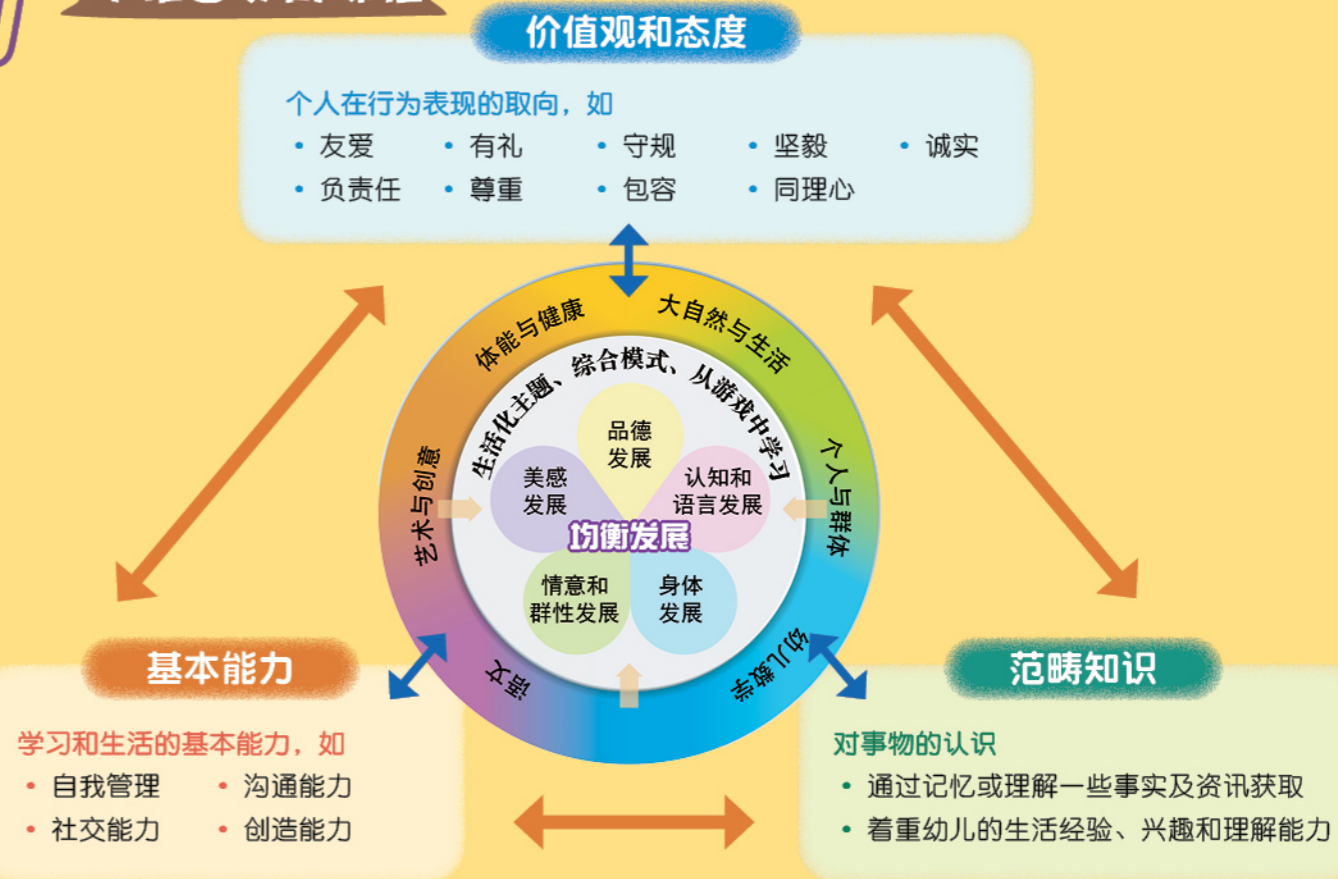 价值观和态度
个人在行为表现的取向，如
• 友爱 • 有礼 • 守规 • 坚毅 • 诚实
• 负责任 • 尊重 • 包容 • 同理心
体能与健康
大自然与生活
艺术与创意
个人与群体
语文
幼儿数学
生活化主题、综合模式、从游戏中学习
品德
发展
美感
发展
认知和
语言发展
均衡发展
情意和
群性发展
身体
发展
基本能力
学习和生活的基本能力，如
• 自我管理 • 沟通能力
• 社交能力 • 创造能力
范畴知识
对事物的认识
• 通过记忆或理解一些事实及资讯获取
• 着重幼儿的生活经验、兴趣和理解能力